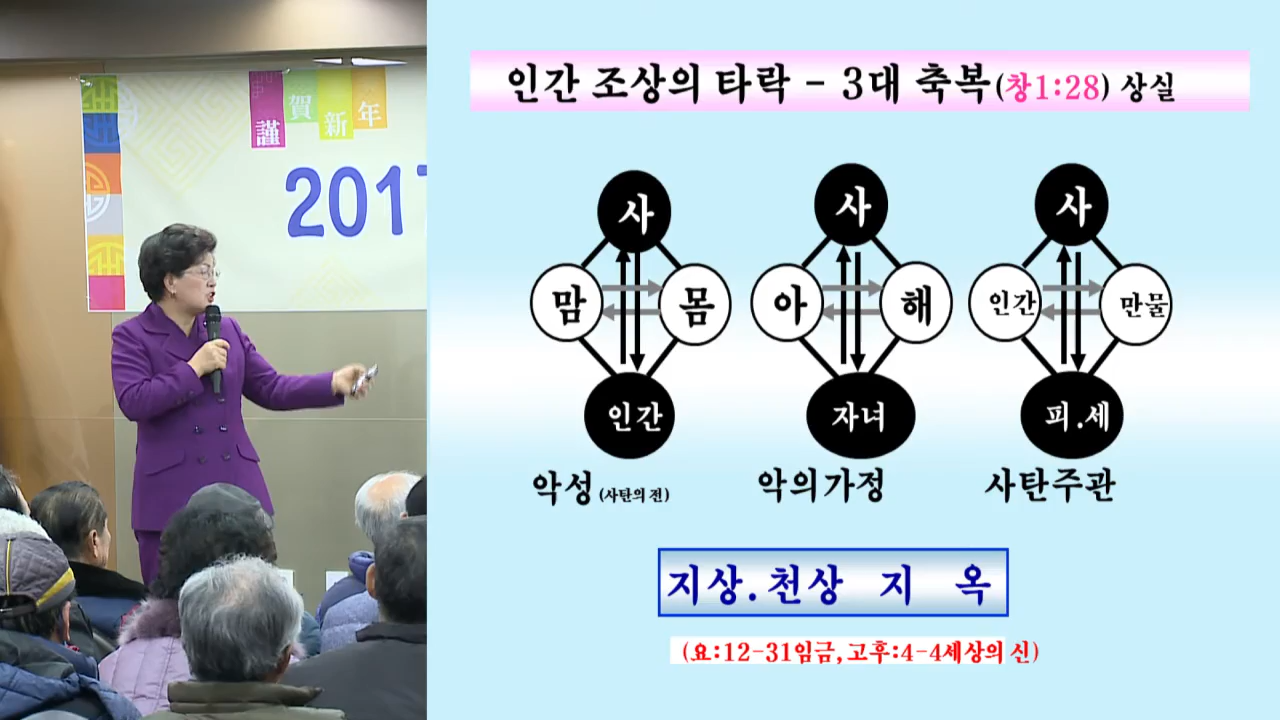 謹
賀
新
年
2017
인간 조상의 타락 - 3대 축복(창1:28) 상실
사 사 사
맘 몸 아 해 인간 만물
인간 자녀 피.세
악성 (사탄의 전) 악의가정 사탄주관
지상.천상 지 옥
(요:12-31임금, 고후:4-4세상의 신)